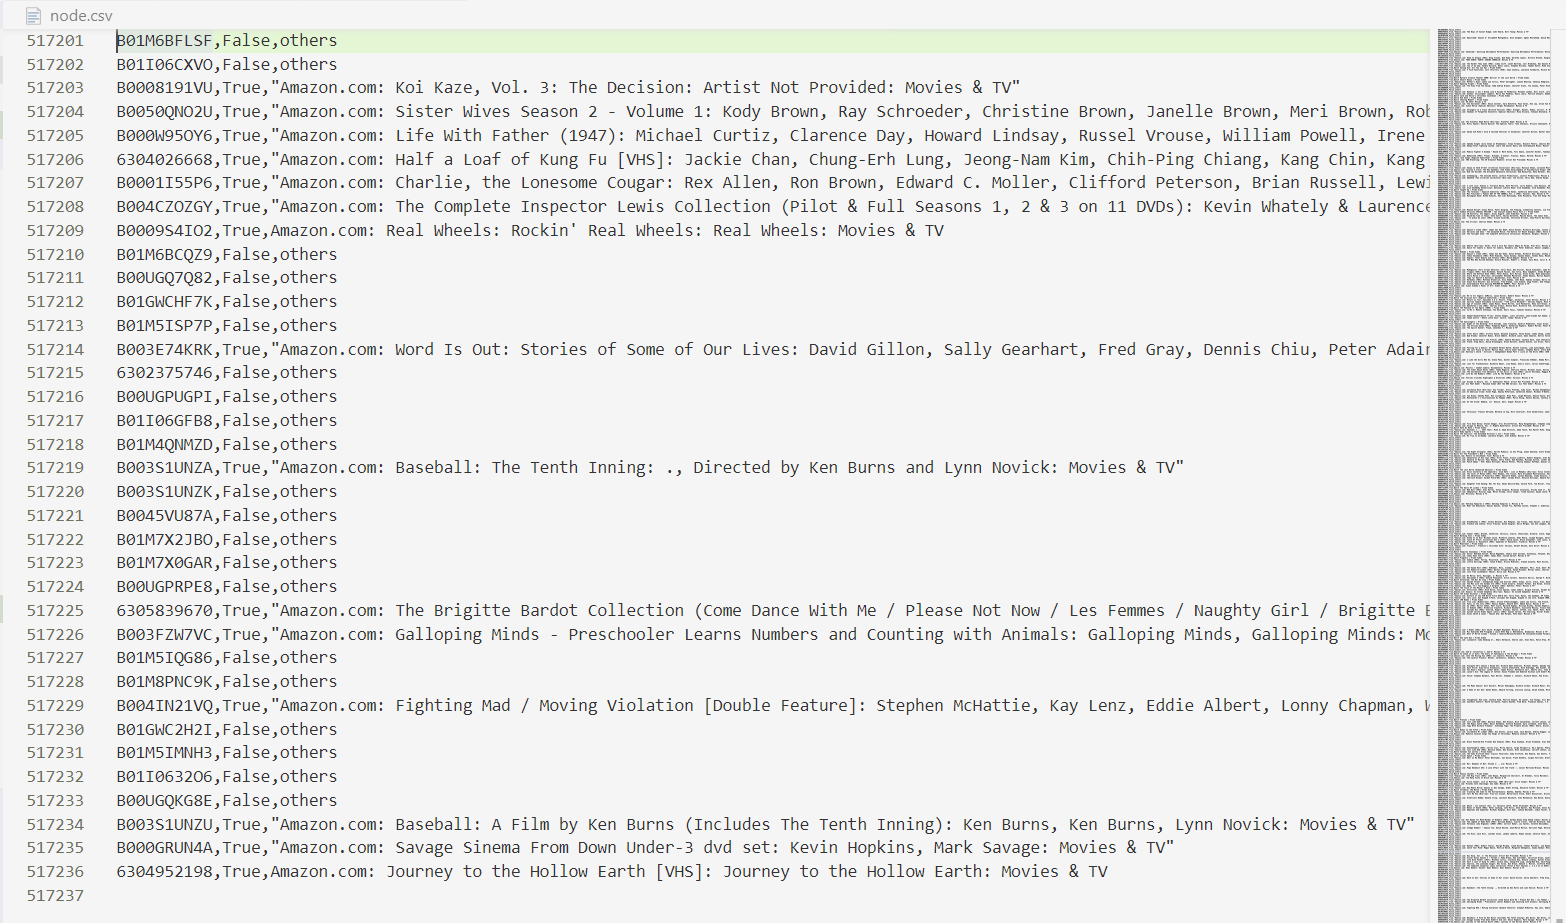 node.csv
517201 B01M6BFLSF,False,others
517202 B01I06CXVO,False,others
517203 B0008191VU,True,"Amazon.com: Koi Kaze, Vol. 3: The Decision: Artist Not Provided: Movies & TV"
517204 B0050QNO2U,True,"Amazon.com: Sister Wives Season 2 - Volume 1: Kody Brown, Ray Schroeder, Christine Brown, Janelle Brown, Meri Brown, Rob
517205 B000W95OY6,True,"Amazon.com: Life With Father (1947): Michael Curtiz, Clarence Day, Howard Lindsay, Russel Vrouse, William Powell, Irene
517206 6304026668,True,"Amazon.com: Half a Loaf of Kung Fu [VHS]: Jackie Chan, Chung-Erh Lung, Jeong-Nam Kim, Chih-Ping Chiang, Kang Chin, Kang
517207 B0001I55P6,True,"Amazon.com: Charlie, the Lonesome Cougar: Rex Allen, Ron Brown, Edward C. Moller, Clifford Peterson, Brian Russell, Lewi
517208 B004CZOZGY,True,"Amazon.com: The Complete Inspector Lewis Collection (Pilot & Full Seasons 1, 2 & 3 on 11 DVDs): Kevin Whately & Laurence
517209 B0009S4IO2,True,Amazon.com: Real Wheels: Rockin' Real Wheels: Real Wheels: Movies & TV
517210 B01M6BCQZ9,False,others
517211 B00UGQ7Q82,False,others
517212 B01GWCHF7K,False,others
517213 B01M5ISP7P,False,others
517214 B003E74KRK,True,"Amazon.com: Word Is Out: Stories of Some of Our Lives: David Gillon, Sally Gearhart, Fred Gray, Dennis Chiu, Peter Adair
517215 6302375746,False,others
517216 B00UGPUGPI,False,others
517217 B01I06GFB8,False,others
517218 B01M4QNMZD,False,others
517219 B003S1UNZA,True,"Amazon.com: Baseball: The Tenth Inning: ., Directed by Ken Burns and Lynn Novick: Movies & TV"
517220 B003S1UNZK,False,others
517221 B0045VU87A,False,others
517222 B01M7X2JBO,False,others
517223 B01M7X0GAR,False,others
517224 B00UGPRPE8,False,others
517225 6305839670,True,"Amazon.com: The Brigitte Bardot Collection (Come Dance With Me / Please Not Now / Les Femmes / Naughty Girl / Brigitte B
517226 B003FZW7VC,True,"Amazon.com: Galloping Minds - Preschooler Learns Numbers and Counting with Animals: Galloping Minds, Galloping Minds: Mo
517227 B01M5IQG86,False,others
517228 B01M8PNC9K,False,others
517229 B004IN21VQ,True,"Amazon.com: Fighting Mad / Moving Violation [Double Feature]: Stephen McHattie, Kay Lenz, Eddie Albert, Lonny Chapman, W
517230 B01GWC2H2I,False,others
517231 B01M5IMNH3,False,others
517232 B01I0632O6,False,others
517233 B00UGQKG8E,False,others
517234 B003S1UNZU,True,"Amazon.com: Baseball: A Film by Ken Burns (Includes The Tenth Inning): Ken Burns, Ken Burns, Lynn Novick: Movies & TV"
517235 B000GRUN4A,True,"Amazon.com: Savage Sinema From Down Under-3 dvd set: Kevin Hopkins, Mark Savage: Movies & TV"
517236 6304952198,True,Amazon.com: Journey to the Hollow Earth [VHS]: Journey to the Hollow Earth: Movies & TV
517237